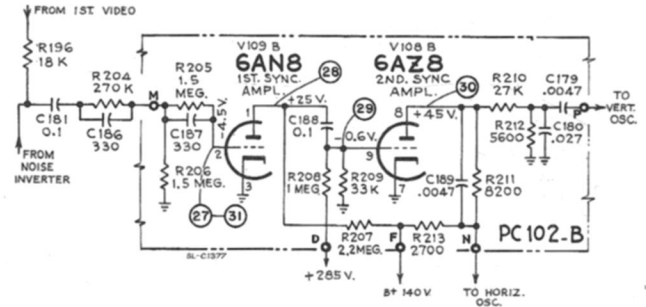 FROM 1ST. VIDEO
R196
18 K
R204
270 K
M
R205
1.5
MEG.
V109 B
6AN8
1ST. SYNC.
AMPL.
28
+25 V.
V108 B
6AZ8
2ND. SYNC
AMPL.
30
+45 V.
R210
27 K
C179
.0047
P
TO
VERT.
OSC.
C181
0.1
C186
330
C187
330
-4.5V.
1
2
3
C188
0.1
29
-0.6V.
8
9
7
R212
5600
C180
.027
FROM
NOISE
INVERTER
R206
1.5 MEG.
27
31
R208
1 MEG
R209
33K
C189
.0047
R211
8200
R207
2.2MEG.
R213
2700
D
F
N
PC102-B
SL-C1377
+285 V.
B+ 140V
TO HORIZ.
OSC.